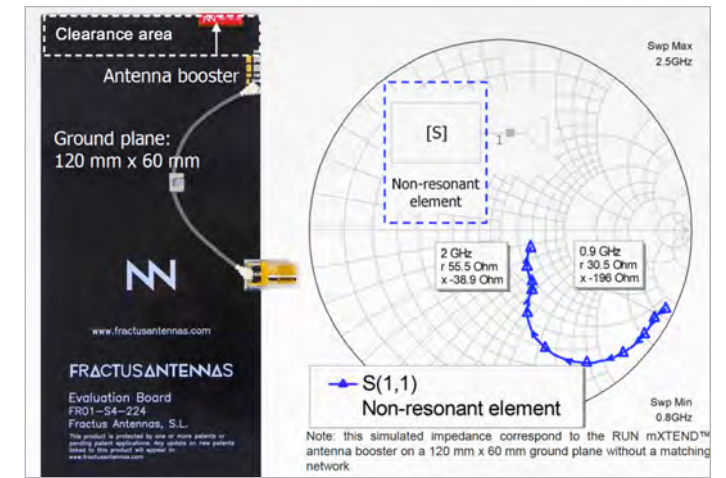 Clearance area
Antenna booster
Ground plane:
120 mm x 60 mm
www.fractusantennas.com
FRACTUSANTENNAS
Evaluation Board
FR01-S4-224
Fractus Antennas, S.L.
This product is protected by one or more patents or
pending patent applications. Any update on new patents
linked to this product will appear in:
www.fractusantennas.com
Swp Max
2.5GHz
[S]
1
Non-resonant
element
2 GHz
r 55.5 Ohm
x -38.9 Ohm
0.9 GHz
r 30.5 Ohm
x -196 Ohm
S(1,1)
Non-resonant element
Swp Min
0.8GHz
Note: this simulated impedance correspond to the RUN mXTEND™
antenna booster on a 120 mm x 60 mm ground plane without a matching
network